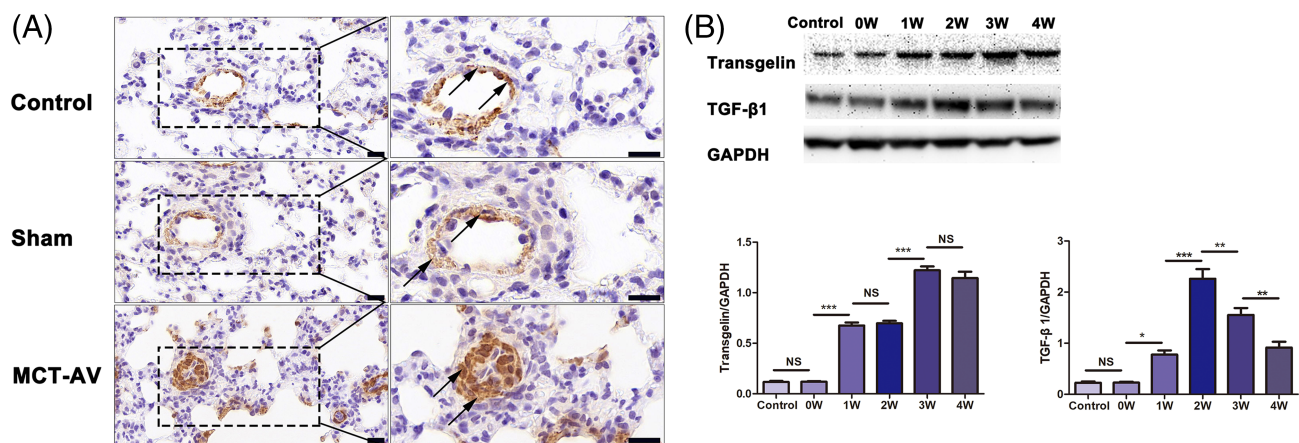 (A)
Control
Sham
MCT-AV
(B)
Control 0W 1W 2W 3W 4W
Transgelin
TGF-β1
GAPDH
Transgelin/GAPDH
1.5
1.0
0.5
0.0
NS
***
NS
***
NS
Control 0W 1W 2W 3W 4W
TGF-β 1/GAPDH
3
2
1
0
NS
*
***
**
**
Control 0W 1W 2W 3W 4W